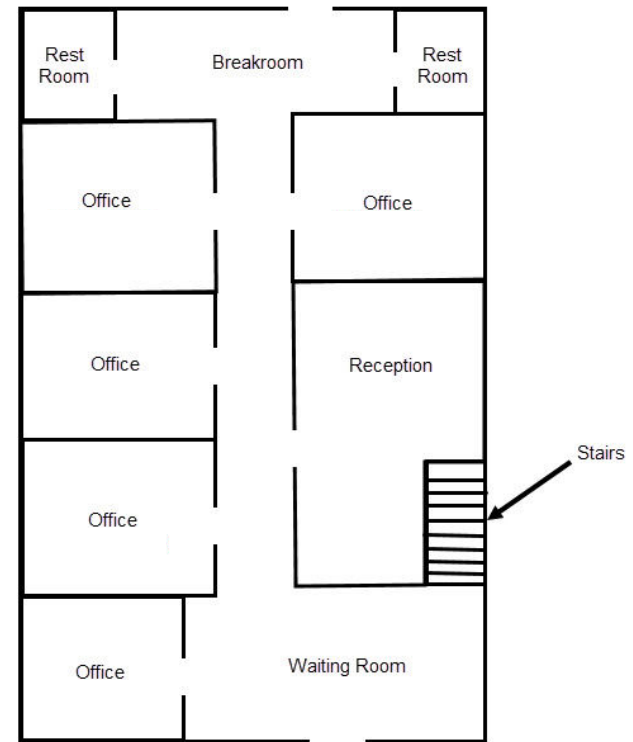 Rest
Room
Breakroom
Rest
Room
Office
Office
Office
Reception
Stairs
Office
Office
Waiting Room